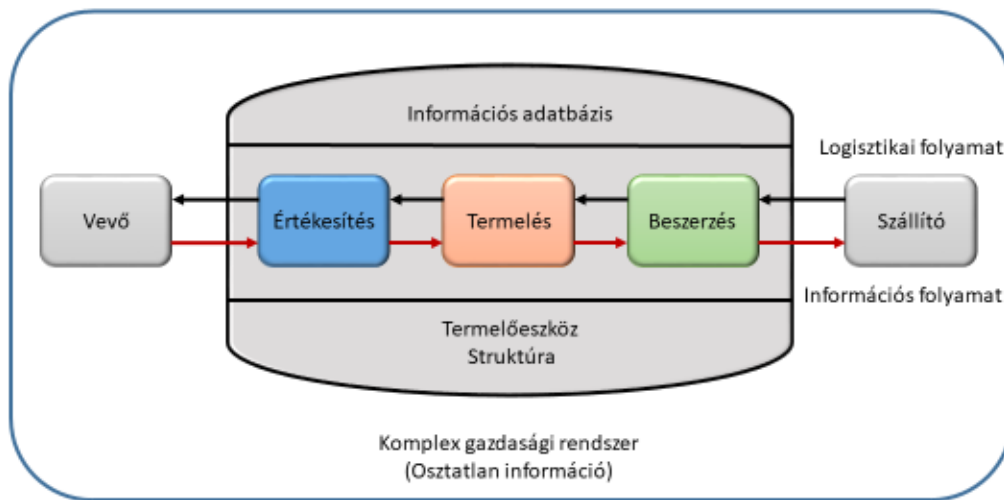 Információs adatbázis
Logisztikai folyamat
Vevő
Értékesítés
Termelés
Beszerzés
Szállító
Információs folyamat
Termelőeszköz
Struktúra
Komplex gazdasági rendszer
(Osztatlan információ)